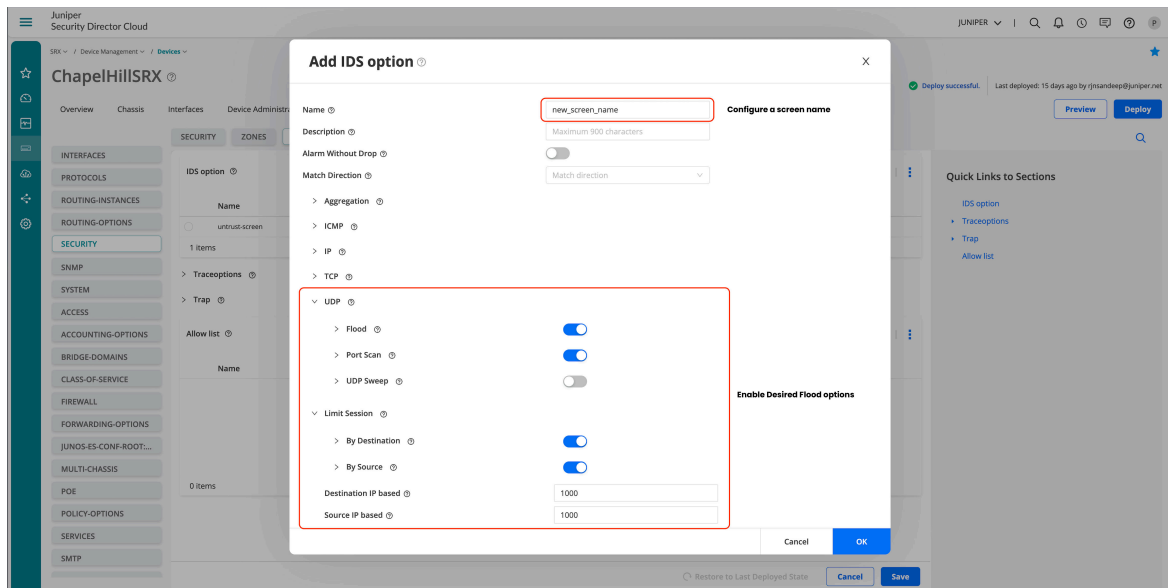 Juniper
Security Director Cloud
JUNIPER
P
SRX / Device Management / Devices
ChapelHillSRX
Deploy successful. Last deployed: 15 days ago by rjnsandeep@juniper.net
Overview Chassis Interfaces Device Administra
Preview Deploy
SECURITY ZONES
INTERFACES
PROTOCOLS
ROUTING-INSTANCES
ROUTING-OPTIONS
SECURITY
SNMP
SYSTEM
ACCESS
ACCOUNTING-OPTIONS
BRIDGE-DOMAINS
CLASS-OF-SERVICE
FIREWALL
FORWARDING-OPTIONS
JUNOS-ES-CONF-ROOT:...
MULTI-CHASSIS
POE
POLICY-OPTIONS
SERVICES
SMTP
IDS option
Name
untrust-screen
1 items
Traceoptions
Trap
Allow list
Name
0 items
Add IDS option
X
Name new_screen_name
Configure a screen name
Description Maximum 900 characters
Alarm Without Drop
Match Direction Match direction
Aggregation
ICMP
IP
TCP
UDP
Flood
Port Scan
UDP Sweep
Enable Desired Flood options
Limit Session
By Destination
By Source
Destination IP based 1000
Source IP based 1000
Cancel OK
Quick Links to Sections
IDS option
Traceoptions
Trap
Allow list
Restore to Last Deployed State Cancel Save